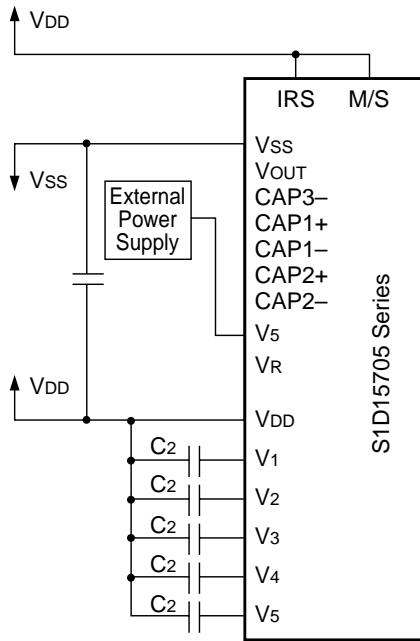 VDD
IRS M/S
VSS
VSS
VOUT
External
Power
Supply
CAP3–
CAP1+
CAP1–
CAP2+
CAP2–
V5
VR
S1D15705 Series
VDD
VDD
C2 V1
C2 V2
C2 V3
C2 V4
C2 V5